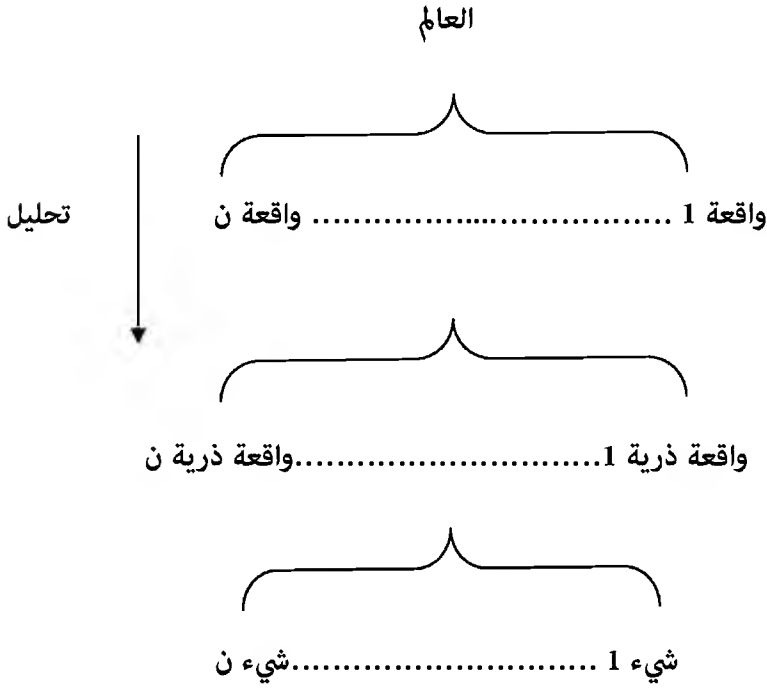 العالم
واقعة 1 ....................................... واقعة ن
تحليل
واقعة ذرية 1.............................واقعة ذرية ن
شيء 1 .............................شيء ن